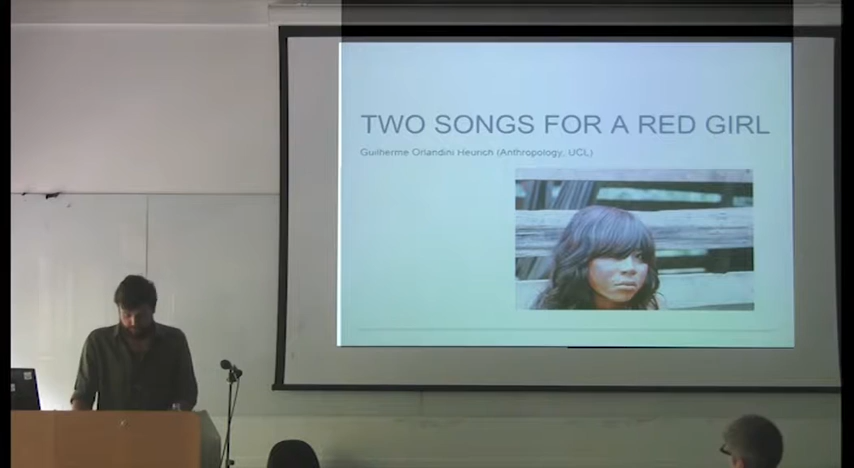 TWO SONGS FOR A RED GIRL
Guilherme Orlandini Heurich (Anthropology, UCL)